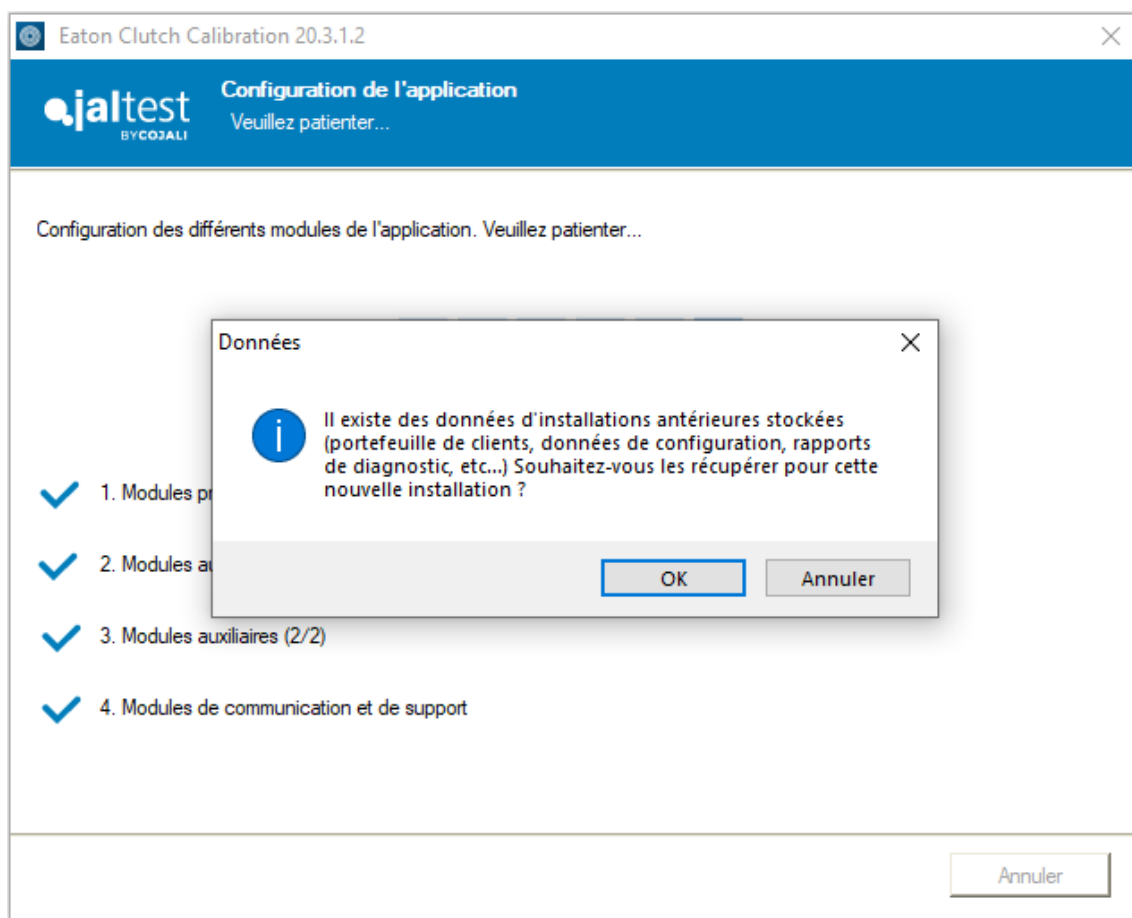 Eaton Clutch Calibration 20.3.1.2
jaltest
BY COJALI
Configuration de l'application
Veuillez patienter...
Configuration des différents modules de l'application. Veuillez patienter...
Données
Il existe des données d'installations antérieures stockées
(portefeuille de clients, données de configuration, rapports
de diagnostic, etc...) Souhaitez-vous les récupérer pour cette
nouvelle installation ?
OK
Annuler
1. Modules
2. Modules
3. Modules auxiliaires (2/2)
4. Modules de communication et de support
Annuler